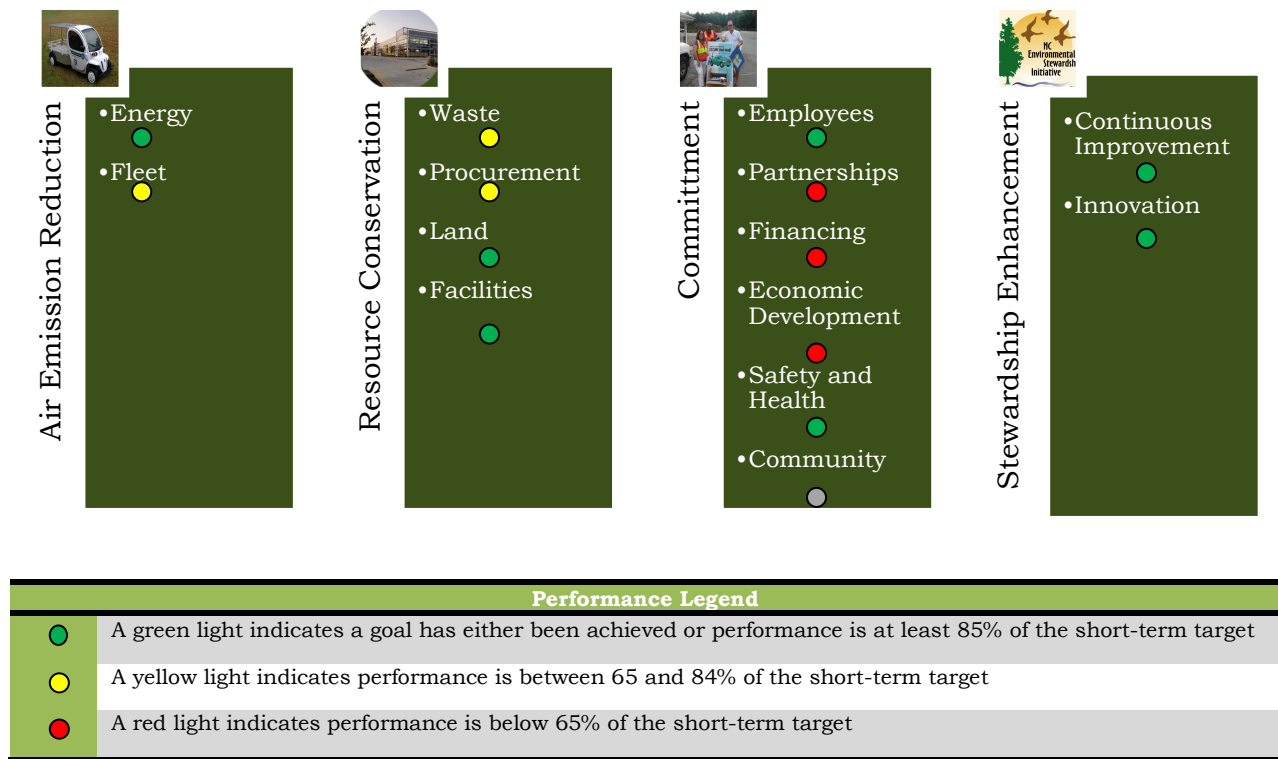 Air Emission Reduction
•Energy
•Fleet
Resource Conservation
•Waste
•Procurement
•Land
•Facilities
Committment
•Employees
•Partnerships
•Financing
•Economic
Development
•Safety and
Health
•Community
NC
Environmental
Stewardsh
Initiative
Stewardship Enhancement
•Continuous
Improvement
•Innovation
Performance Legend
A green light indicates a goal has either been achieved or performance is at least 85% of the short-term target
A yellow light indicates performance is between 65 and 84% of the short-term target
A red light indicates performance is below 65% of the short-term target